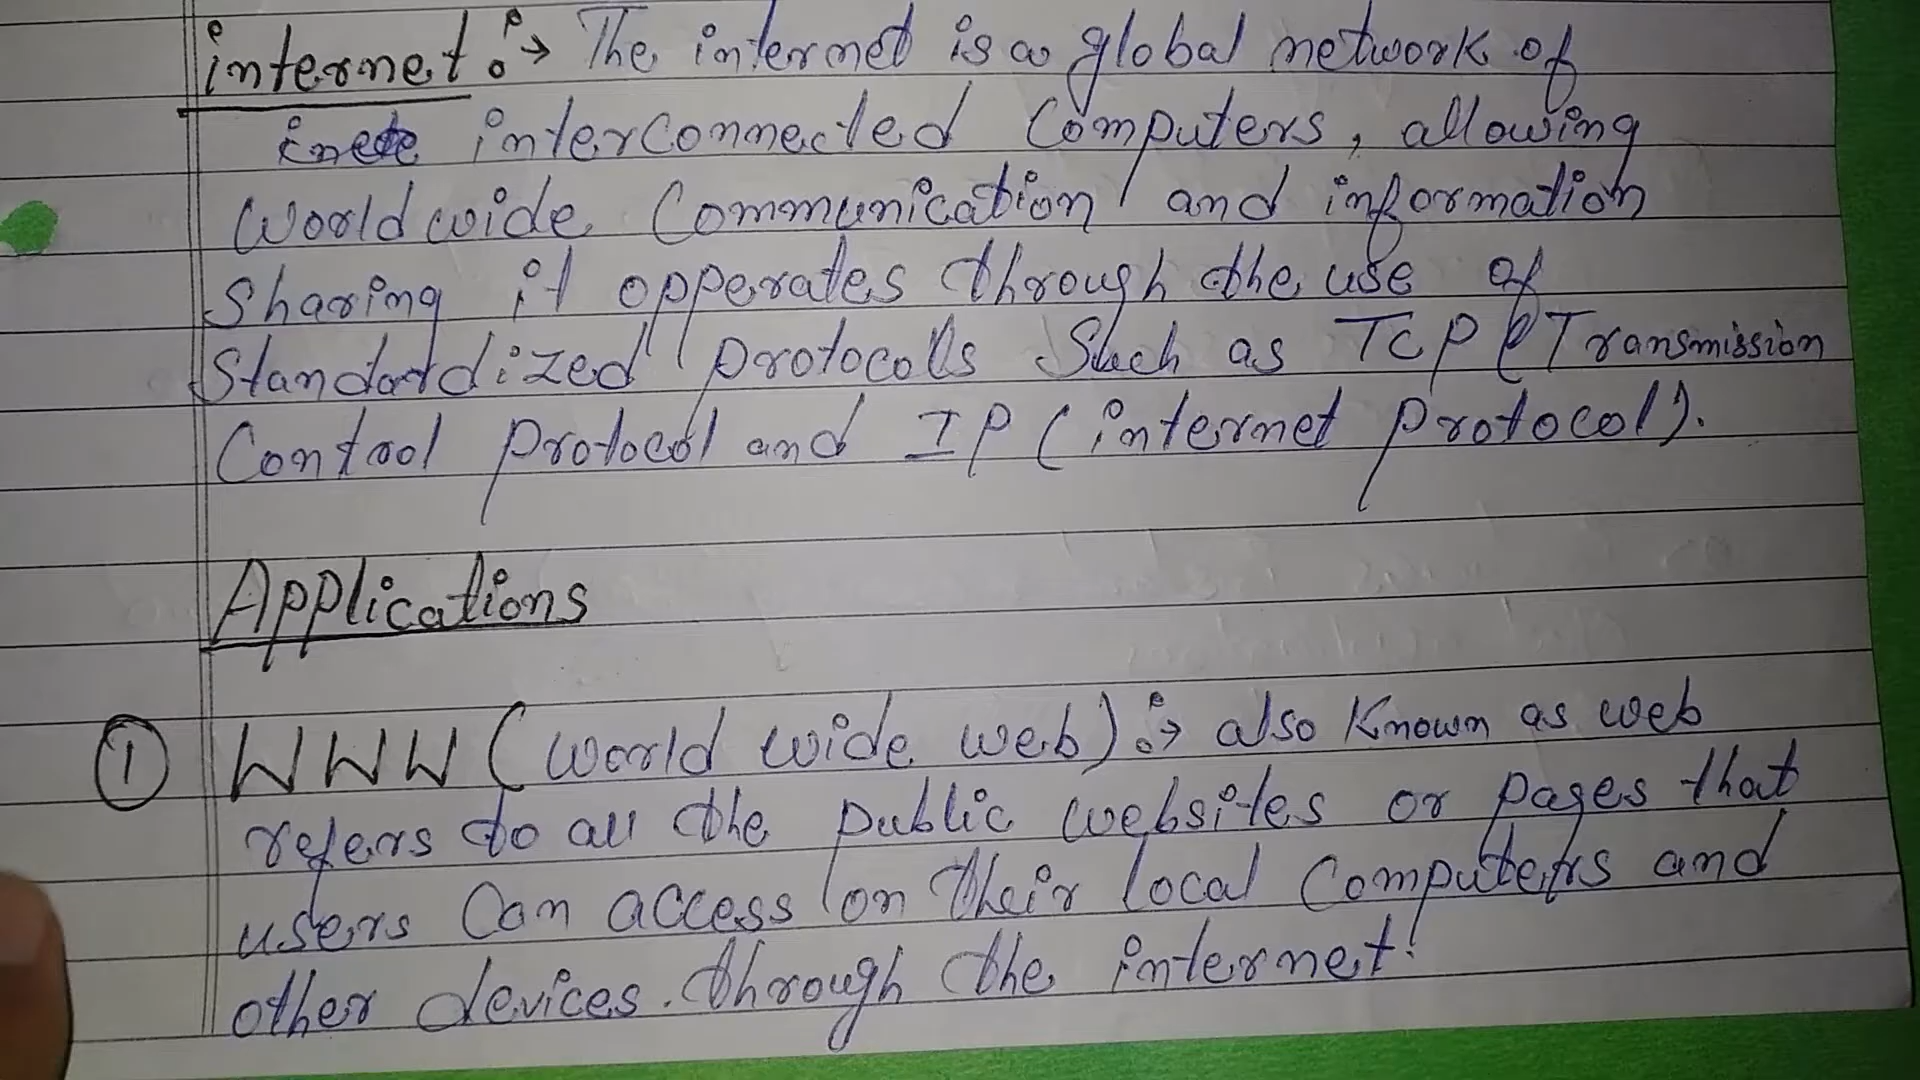 internet :→ The internet is a global network of
inete interconnected Computers, allowing
World wide Communication and information
Sharing it opperates through the use of
Standardized protocolls Such as TCP (Transmission
Control protocol and IP (internet protocol).
Applications
① WWW (World wide web) :→ also Known as web
refers to all the public websites or pages that
users Can access on their local Computers and
other devices. through the internet.